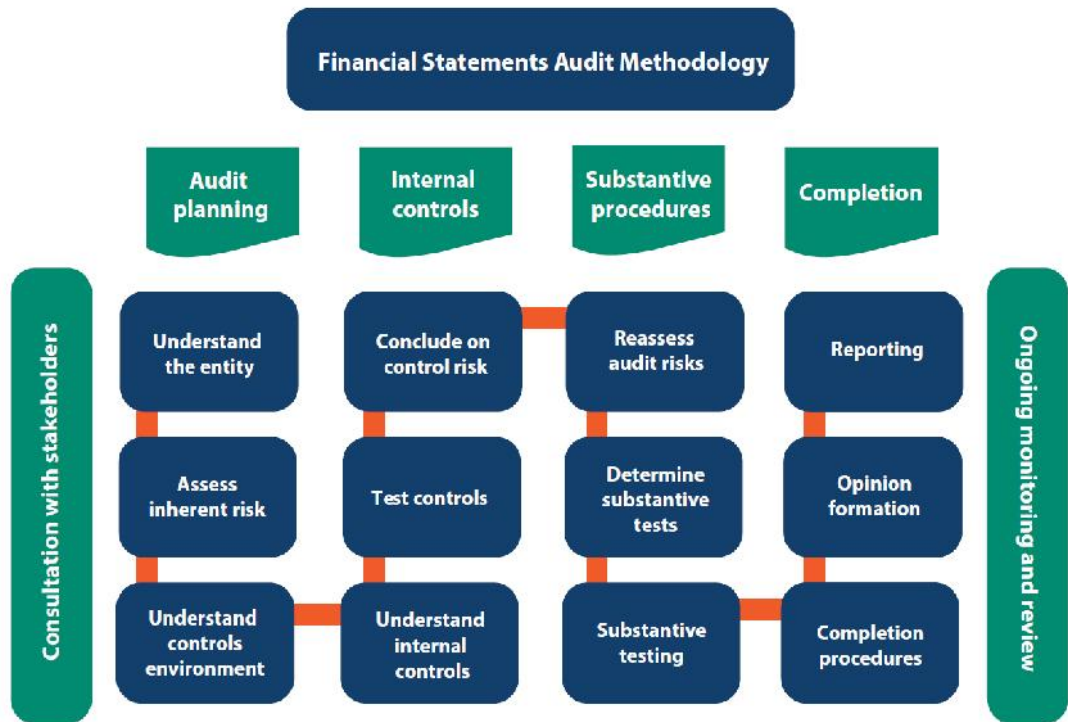 Financial Statements Audit Methodology
Audit
planning
Internal
controls
Substantive
procedures
Completion
Consultation with stakeholders
Understand
the entity
Conclude on
control risk
Reassess
audit risks
Reporting
Assess
inherent risk
Test controls
Determine
substantive
tests
Opinion
formation
Understand
controls
environment
Understand
internal
controls
Substantive
testing
Completion
procedures
Ongoing monitoring and review